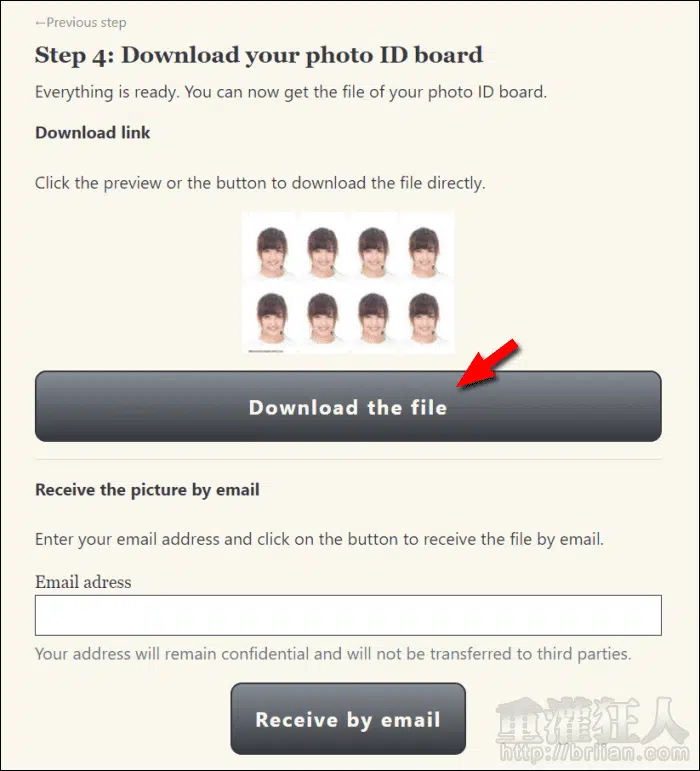 ←Previous step
Step 4: Download your photo ID board
Everything is ready. You can now get the file of your photo ID board.
Download link
Click the preview or the button to download the file directly.
Download the file
Receive the picture by email
Enter your email address and click on the button to receive the file by email.
Email adress
Your address will remain confidential and will not be transferred to third parties.
Receive by email
重灌狂人
http://briian.com